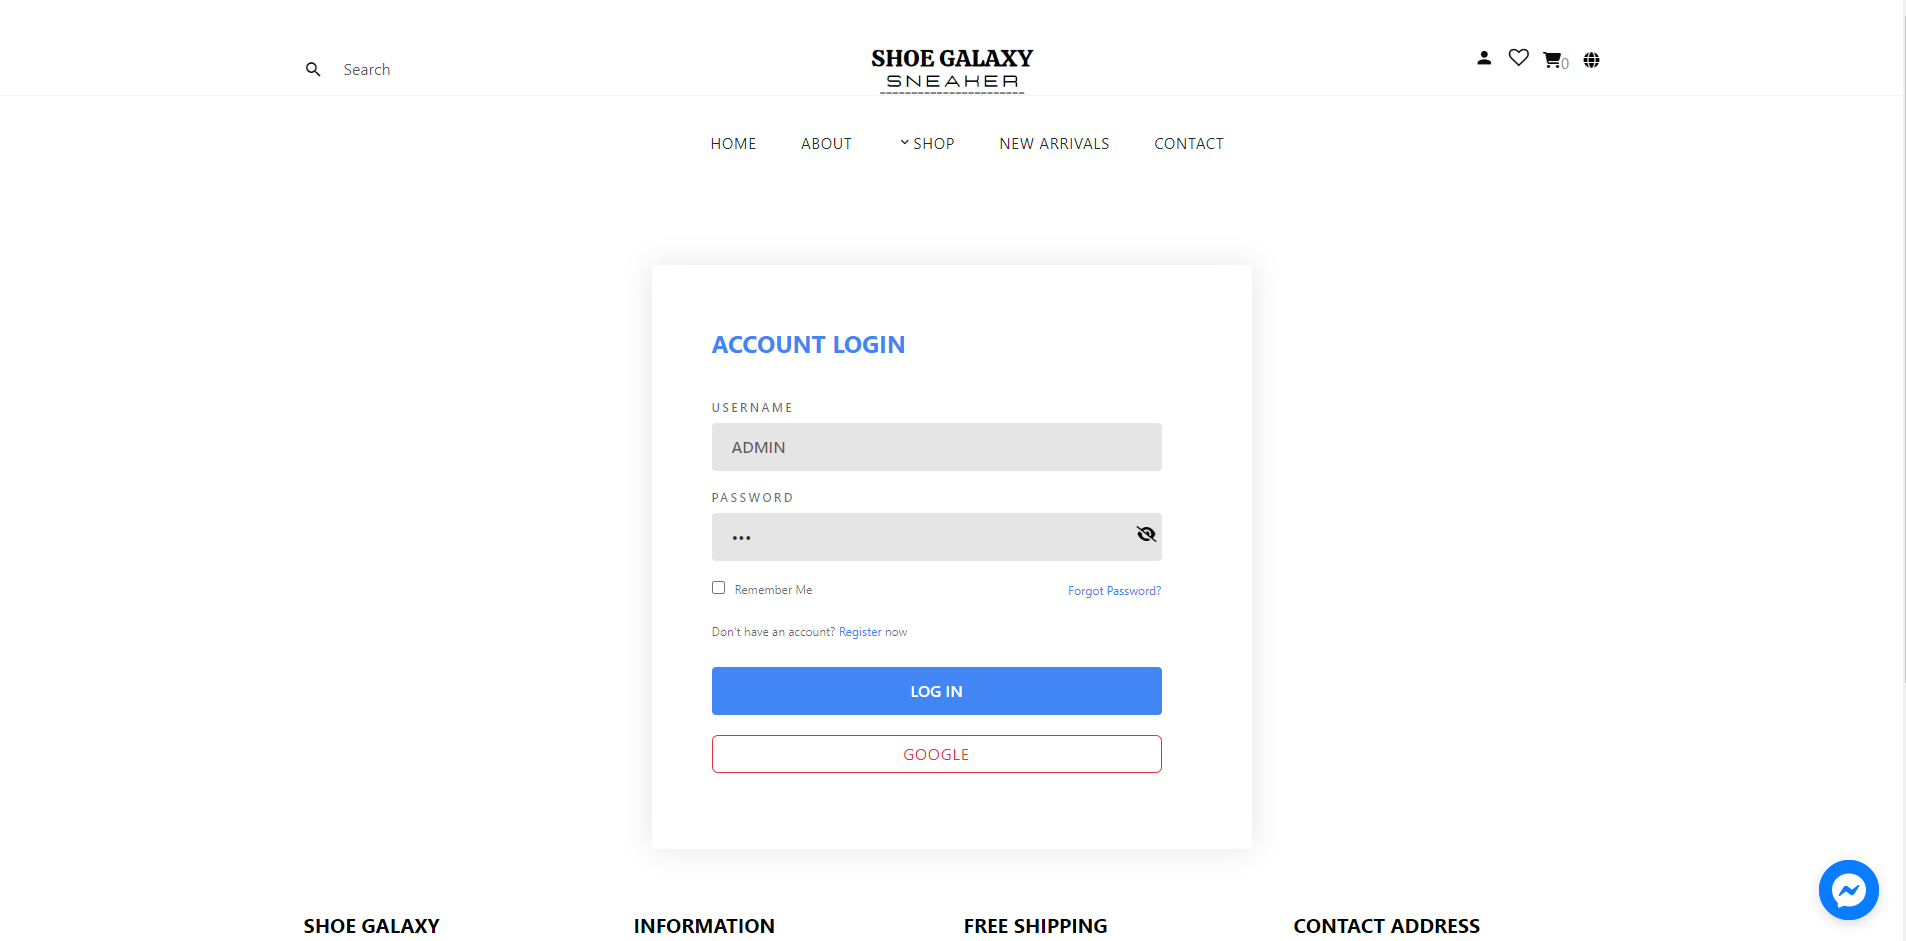 Search
SHOE GALAXY
SNEAKER
0
HOME ABOUT SHOP NEW ARRIVALS CONTACT
ACCOUNT LOGIN
USERNAME
ADMIN
PASSWORD
•••
Remember Me Forgot Password?
Don't have an account? Register now
LOG IN
GOOGLE
SHOE GALAXY INFORMATION FREE SHIPPING CONTACT ADDRESS